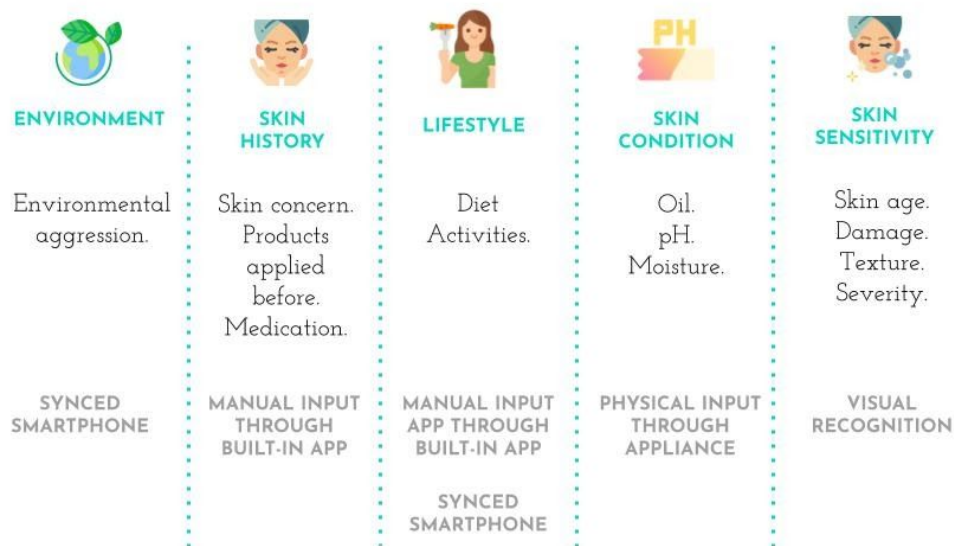 ENVIRONMENT
Environmental
aggression.
SYNCED
SMARTPHONE
SKIN
HISTORY
Skin concern.
Products
applied
before.
Medication.
MANUAL INPUT
THROUGH
BUILT-IN APP
LIFESTYLE
Diet
Activities.
MANUAL INPUT
APP THROUGH
BUILT-IN APP
SYNCED
SMARTPHONE
PH
SKIN
CONDITION
Oil.
pH.
Moisture.
PHYSICAL INPUT
THROUGH
APPLIANCE
SKIN
SENSITIVITY
Skin age.
Damage.
Texture.
Severity.
VISUAL
RECOGNITION